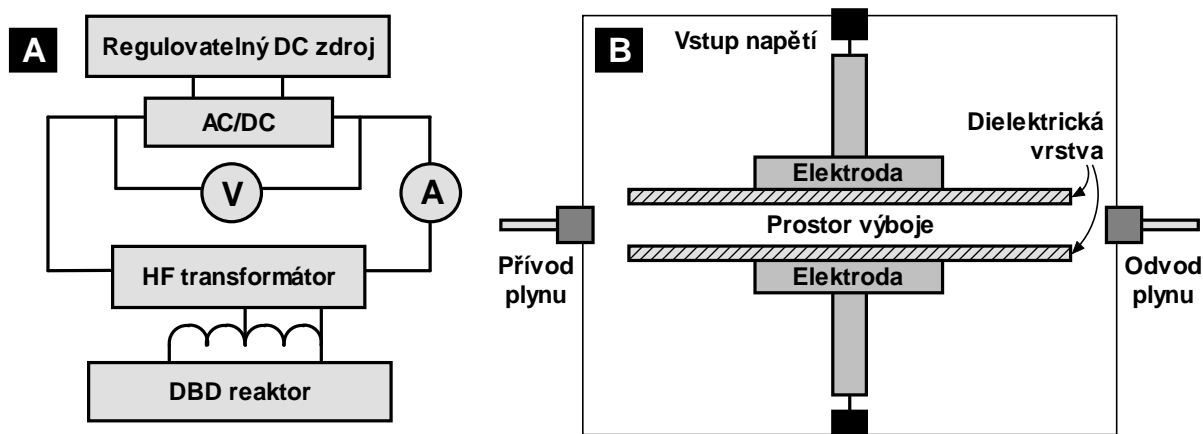 A
Regulovatelný DC zdroj
AC/DC
V
A
HF transformátor
DBD reaktor
B
Vstup napětí
Dielektrická
vrstva
Elektroda
Prostor výboje
Přívod
plynu
Elektroda
Odvod
plynu